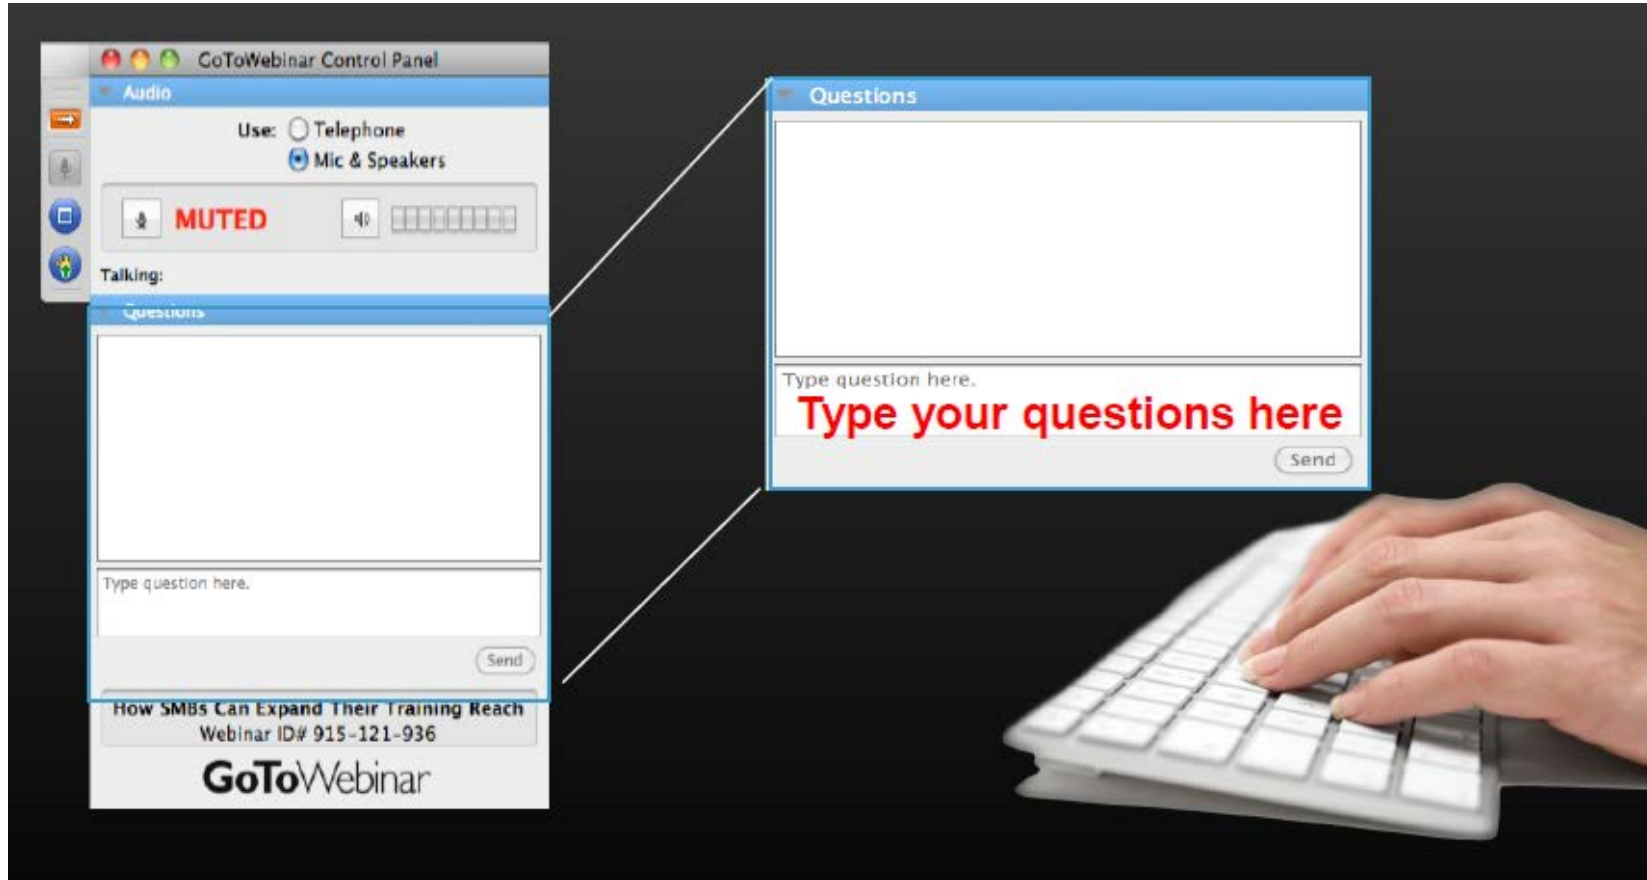 GoToWebinar Control Panel
Audio
Use: Telephone
Mic & Speakers
MUTED
Talking:
Questions
Type question here.
Send
How SMBs Can Expand Their Training Reach
Webinar ID# 915-121-936
GoToWebinar
Questions
Type question here.
Type your questions here
Send